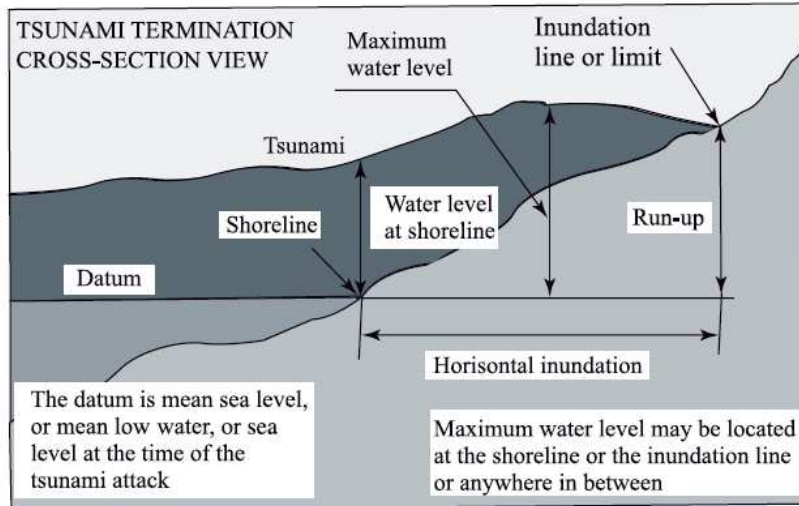 TSUNAMI TERMINATION
CROSS-SECTION VIEW
Maximum
water level
Inundation
line or limit
Tsunami
Shoreline
Water level
at shoreline
Run-up
Datum
Horisontal inundation
The datum is mean sea level,
or mean low water, or sea
level at the time of the
tsunami attack
Maximum water level may be located
at the shoreline or the inundation line
or anywhere in between